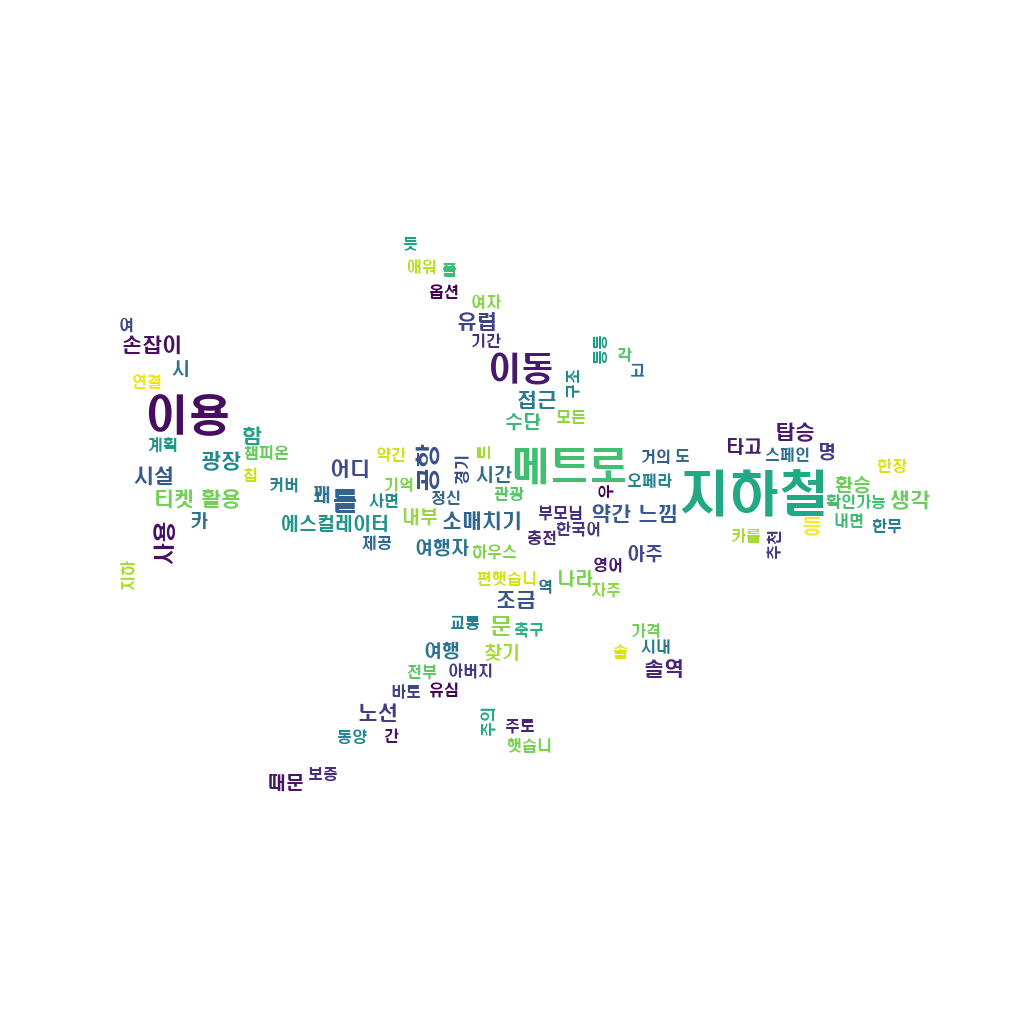 듯
애워 플
옵션
여자
유럽
기간
여
손잡이
시
연결
등등
각
고
이동
구조
접근
수단
모든
이용
함
계획
광장
챔피온
시설
칩
티켓 활용
커버
카
꽤
를
어디
약간
기억
사면
공항
경기
비
시간
정신
관광
메트로
거의 도
오페라
아
탑승
타고
스페인
명
지하철
한장
환승
확인가능
생각
등
내면
한무
카를
추천
에스컬레이터
내부
소매치기
부모님
약간 느낌
한국어
충전
제공
여행자
하우스
아주
영어
사용
지하
편햇습니
역
나라
자주
조금
교통
문
축구
가격
여행
찾기
솔
시내
솔역
전부
아버지
바토
유심
노선
주의
주토
동양
간
햇습니
때문
보증